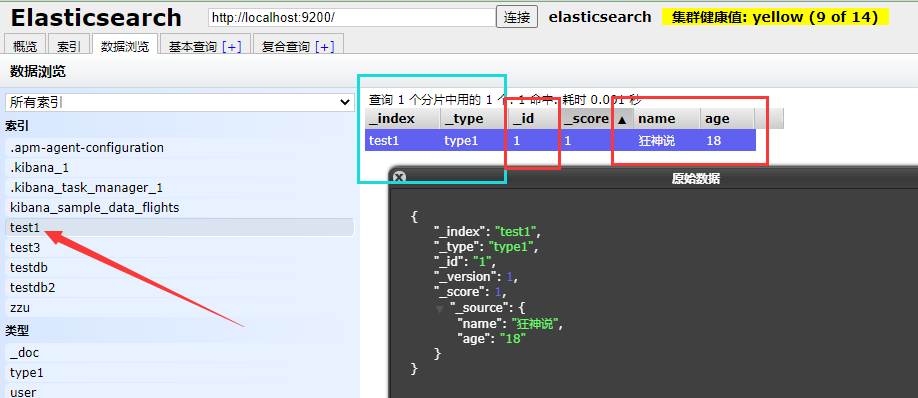 Elasticsearch http://localhost:9200/ 连接 elasticsearch 集群健康值: yellow (9 of 14)
概览 索引 数据浏览 基本查询 [+] 复合查询 [+]
数据浏览
所有索引
索引
.apm-agent-configuration
.kibana_1
.kibana_task_manager_1
kibana_sample_data_flights
test1
test3
testdb
testdb2
zzu
类型
_doc
type1
user
查询 1 个分片中用的 1 个. 1 命中. 耗时 0.001 秒
_index _type _id _score ▲ name age
test1 type1 1 1 狂神说 18
原始数据
{
"_index": "test1",
"_type": "type1",
"_id": "1",
"_version": 1,
"_score": 1,
▼ "_source": {
"name": "狂神说",
"age": "18"
}
}